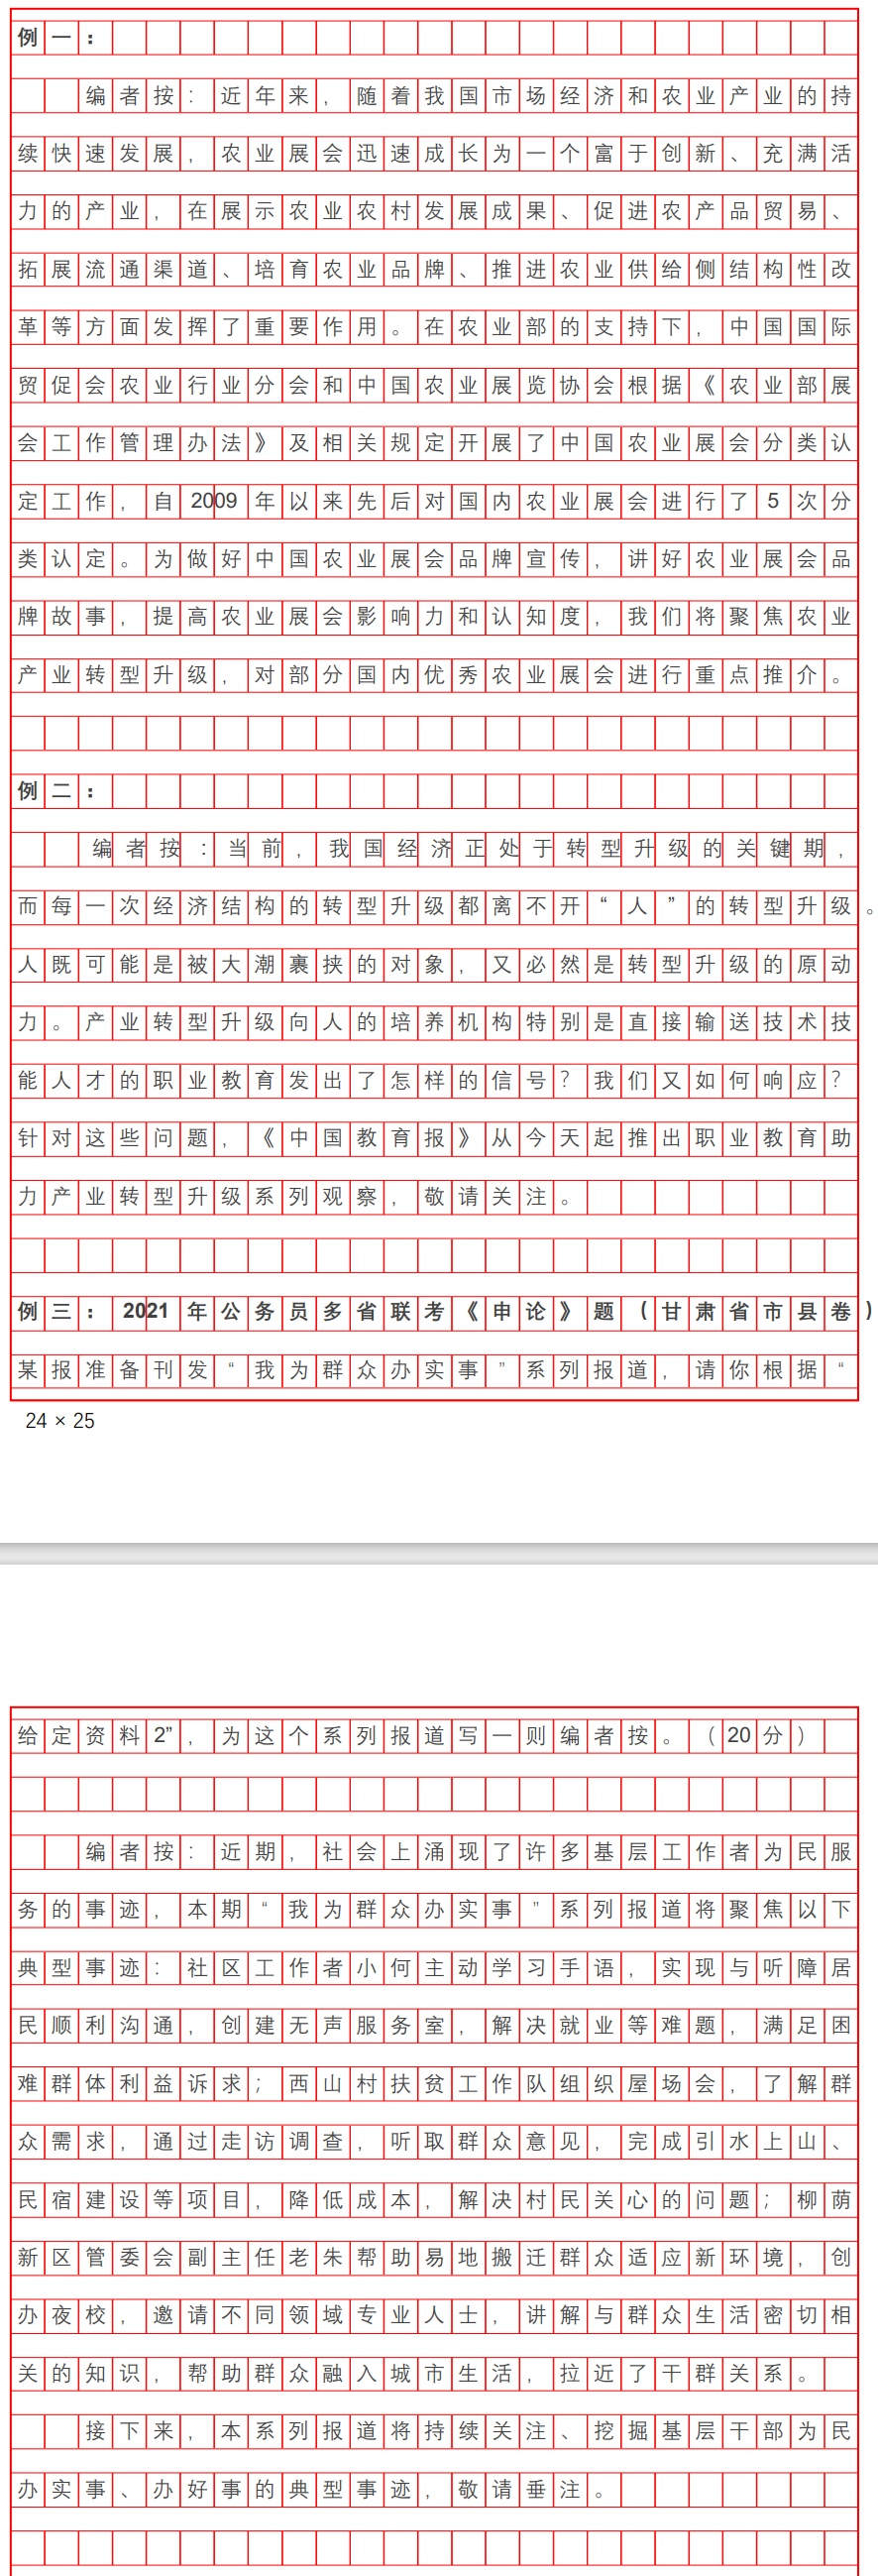 例一：
编者按：近年来，随着我国市场经济和农业产业的持
续快速发展，农业展会迅速成长为一个富于创新、充满活
力的产业，在展示农业农村发展成果、促进农产品贸易、
拓展流通渠道、培育农业品牌、推进农业供给侧结构性改
革等方面发挥了重要作用。在农业部的支持下，中国国际
贸促会农业行业分会和中国农业展览协会根据《农业部展
会工作管理办法》及相关规定开展了中国农业展会分类认
定工作，自2009年以来先后对国内农业展会进行了5次分
类认定。为做好中国农业展会品牌宣传，讲好农业展会品
牌故事，提高农业展会影响力和认知度，我们将聚焦农业
产业转型升级，对部分国内优秀农业展会进行重点推介。
例二：
编者按：当前，我国经济正处于转型升级的关键期，
而每一次经济结构的转型升级都离不开“人”的转型升级。
人既可能是被大潮裹挟的对象，又必然是转型升级的原动
力。产业转型升级向人的培养机构特别是直接输送技术技
能人才的职业教育发出了怎样的信号？我们又如何响应？
针对这些问题，《中国教育报》从今天起推出职业教育助
力产业转型升级系列观察，敬请关注。
例三：2021年公务员多省联考《申论》题（甘肃省市县卷）
某报准备刊发“我为群众办实事”系列报道，请你根据“
24 × 25
给定资料2”，为这个系列报道写一则编者按。（20分）
编者按：近期，社会上涌现了许多基层工作者为民服
务的事迹，本期“我为群众办实事”系列报道将聚焦以下
典型事迹：社区工作者小何主动学习手语，实现与听障居
民顺利沟通，创建无声服务室，解决就业等难题，满足困
难群体利益诉求；西山村扶贫工作队组织屋场会，了解群
众需求，通过走访调查，听取群众意见，完成引水上山、
民宿建设等项目，降低成本，解决村民关心的问题；柳荫
新区管委会副主任老朱帮助易地搬迁群众适应新环境，创
办夜校，邀请不同领域专业人士，讲解与群众生活密切相
关的知识，帮助群众融入城市生活，拉近了干群关系。
接下来，本系列报道将持续关注、挖掘基层干部为民
办实事、办好事的典型事迹，敬请垂注。